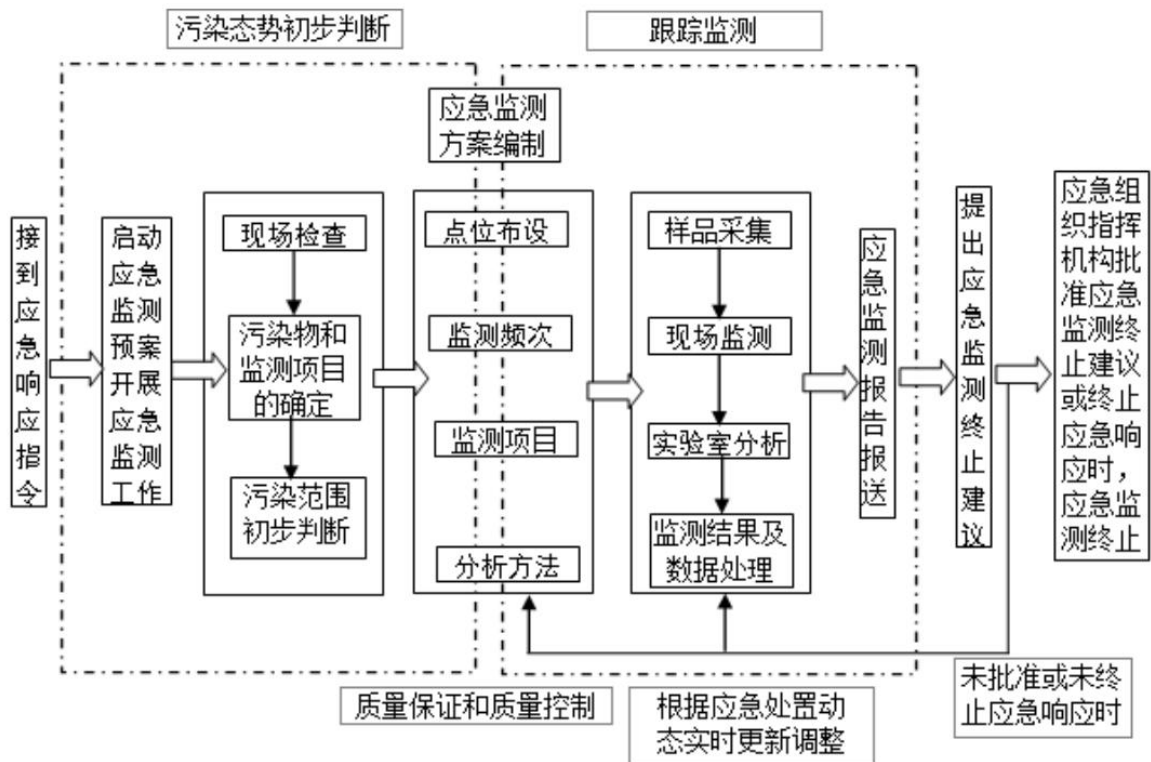 污染态势初步判断
跟踪监测
应急监测
方案编制
接到应急响应指令
启动
应急
监测
预案
开展
应急
监测
工作
现场检查
污染物和
监测项目
的确定
污染范围
初步判断
点位布设
监测频次
监测项目
分析方法
样品采集
现场监测
实验室分析
监测结果及
数据处理
应急监测报告报送
提出应急监测终止建议
应急组
织指挥
机构批
准应急
监测终
止建议
或终止
应急响
应时，
应急监
测终止
质量保证和质量控制
根据应急处置动
态实时更新调整
未批准或未终
止应急响应时